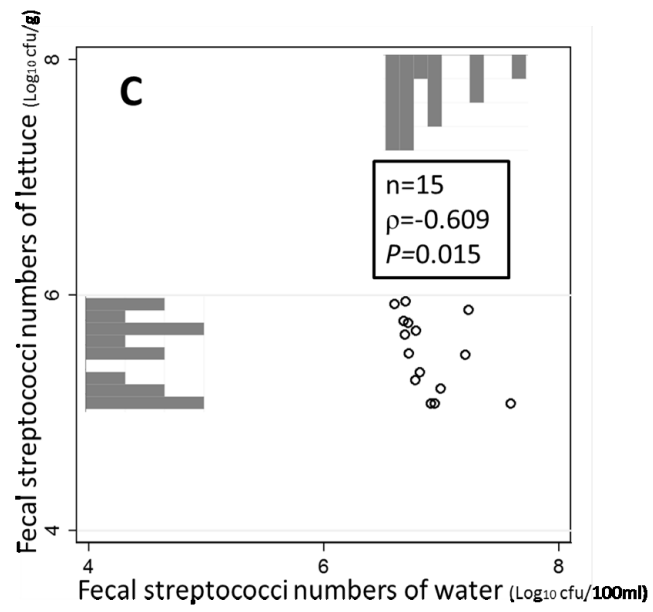 C
n=15
ρ=-0.609
P=0.015
Fecal streptococci numbers of lettuce (Log10 cfu/g)
8
6
4
4 6 8
Fecal streptococci numbers of water (Log10 cfu/100ml)